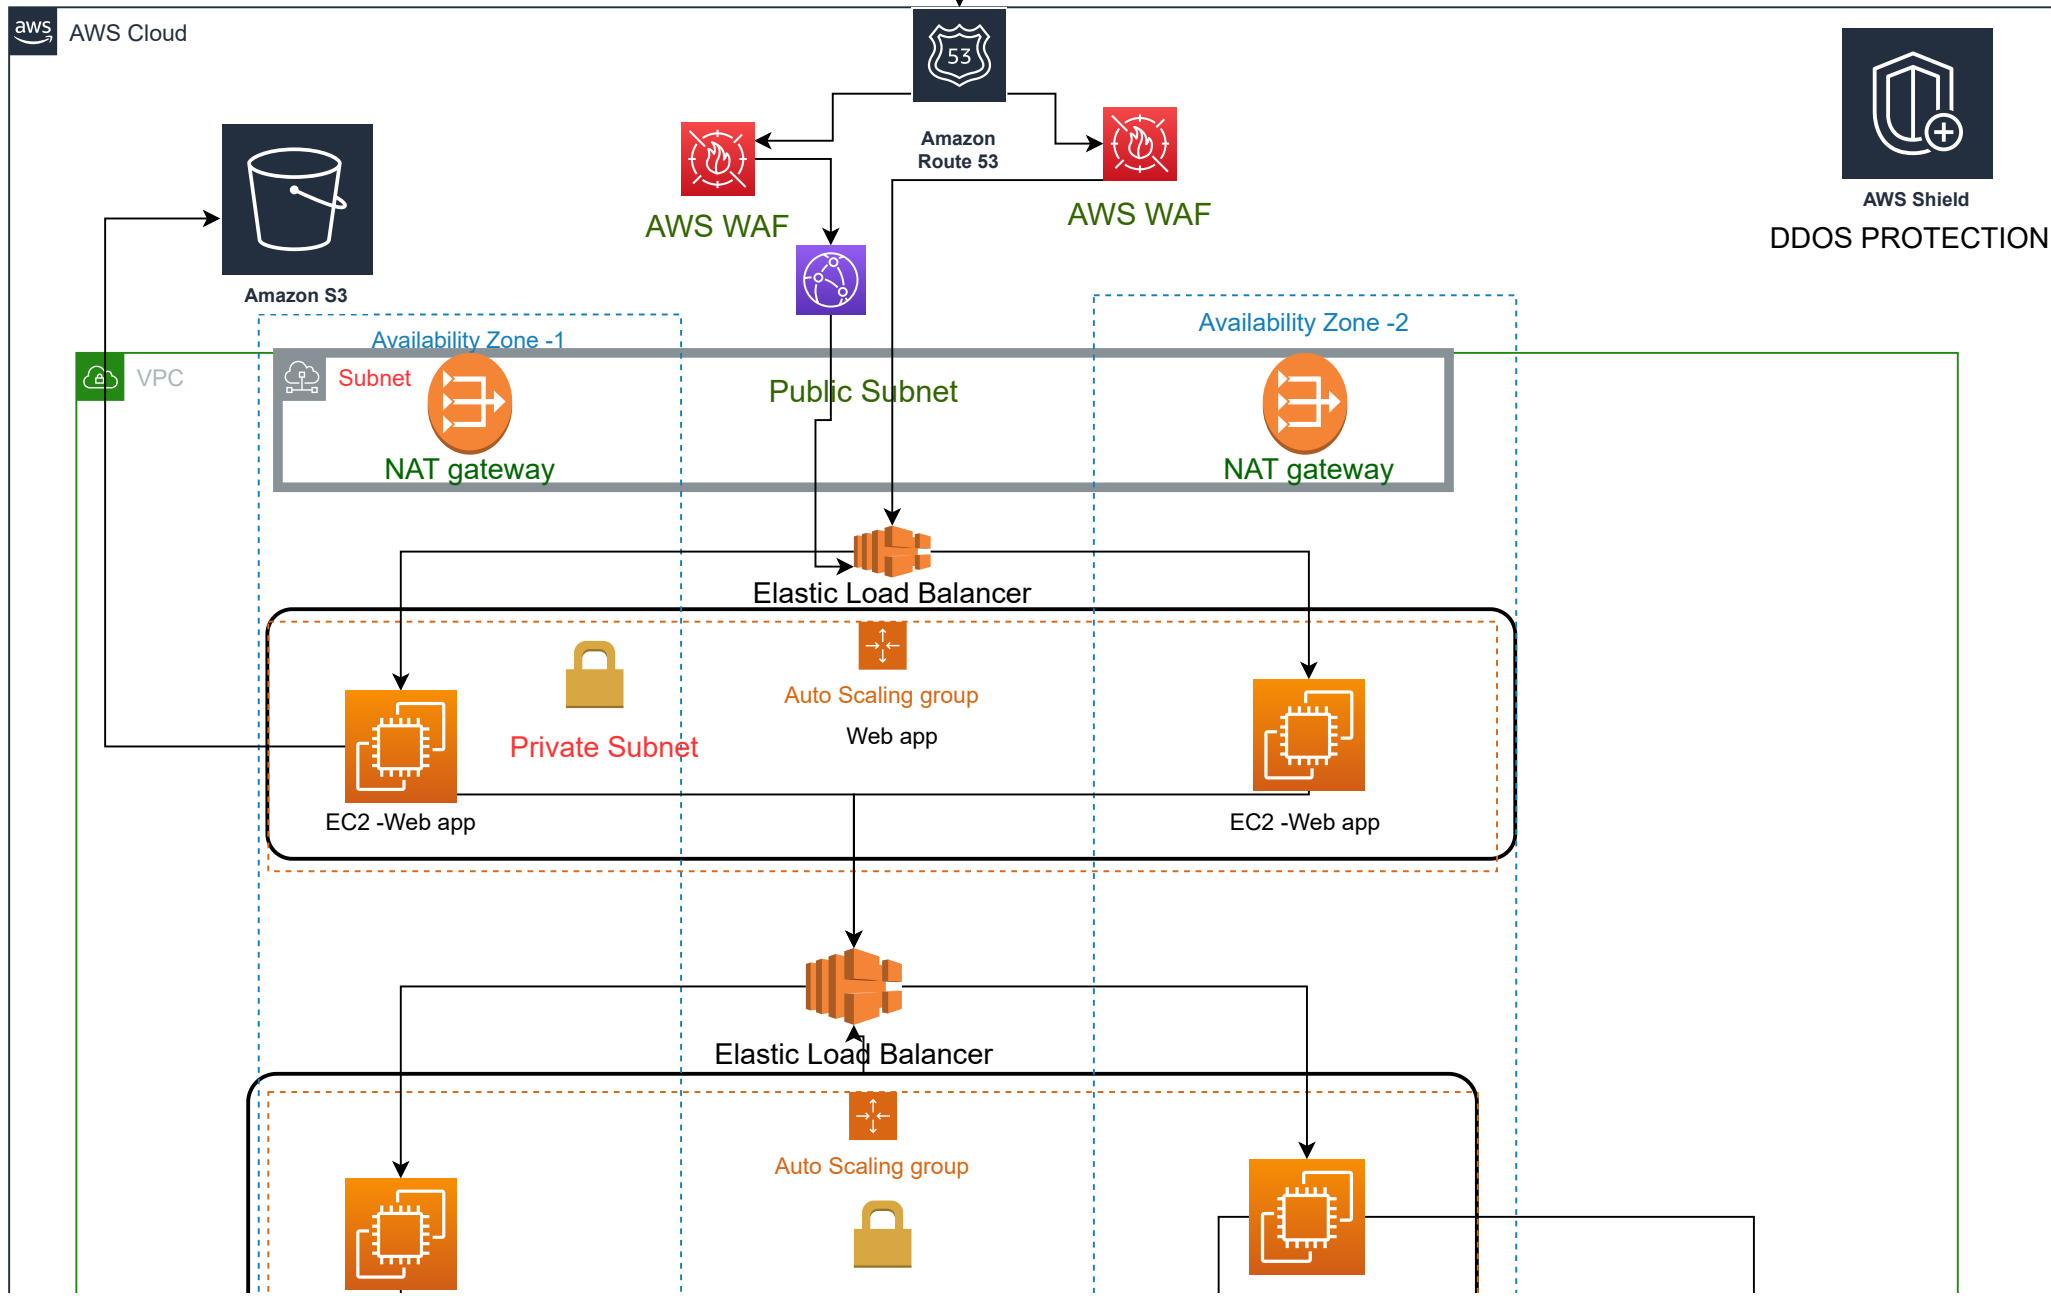 aws
AWS Cloud
53
Amazon
Route 53
AWS WAF
AWS WAF
AWS Shield
DDOS PROTECTION
Amazon S3
Availability Zone -1
Availability Zone -2
VPC
Subnet
Public Subnet
NAT gateway
NAT gateway
Elastic Load Balancer
Auto Scaling group
Web app
Private Subnet
EC2 -Web app
EC2 -Web app
Elastic Load Balancer
Auto Scaling group